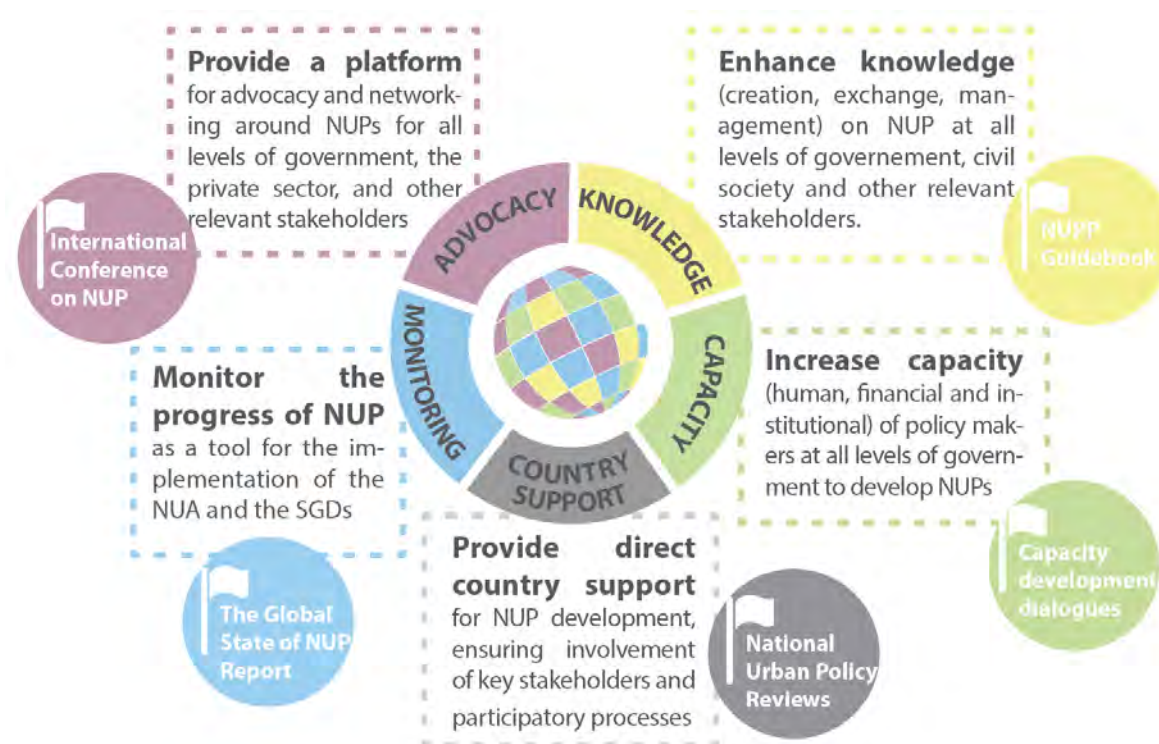 Provide a platform
for advocacy and network-
ing around NUPs for all
levels of government, the
private sector, and other
relevant stakeholders
International
Conference
on NUP
Enhance knowledge
(creation, exchange, man-
agement) on NUP at all
levels of governement, civil
society and other relevant
stakeholders.
NUPP
Guidebook
ADVOCACY
KNOWLEDGE
CAPACITY
COUNTRY
SUPPORT
MONITORING
Monitor the
progress of NUP
as a tool for the im-
plementation of the
NUA and the SGDs
The Global
State of NUP
Report
Increase capacity
(human, financial and in-
stitutional) of policy mak-
ers at all levels of govern-
ment to develop NUPs
Capacity
development
dialogues
Provide direct
country support
for NUP development,
ensuring involvement
of key stakeholders and
participatory processes
National
Urban Policy
Reviews